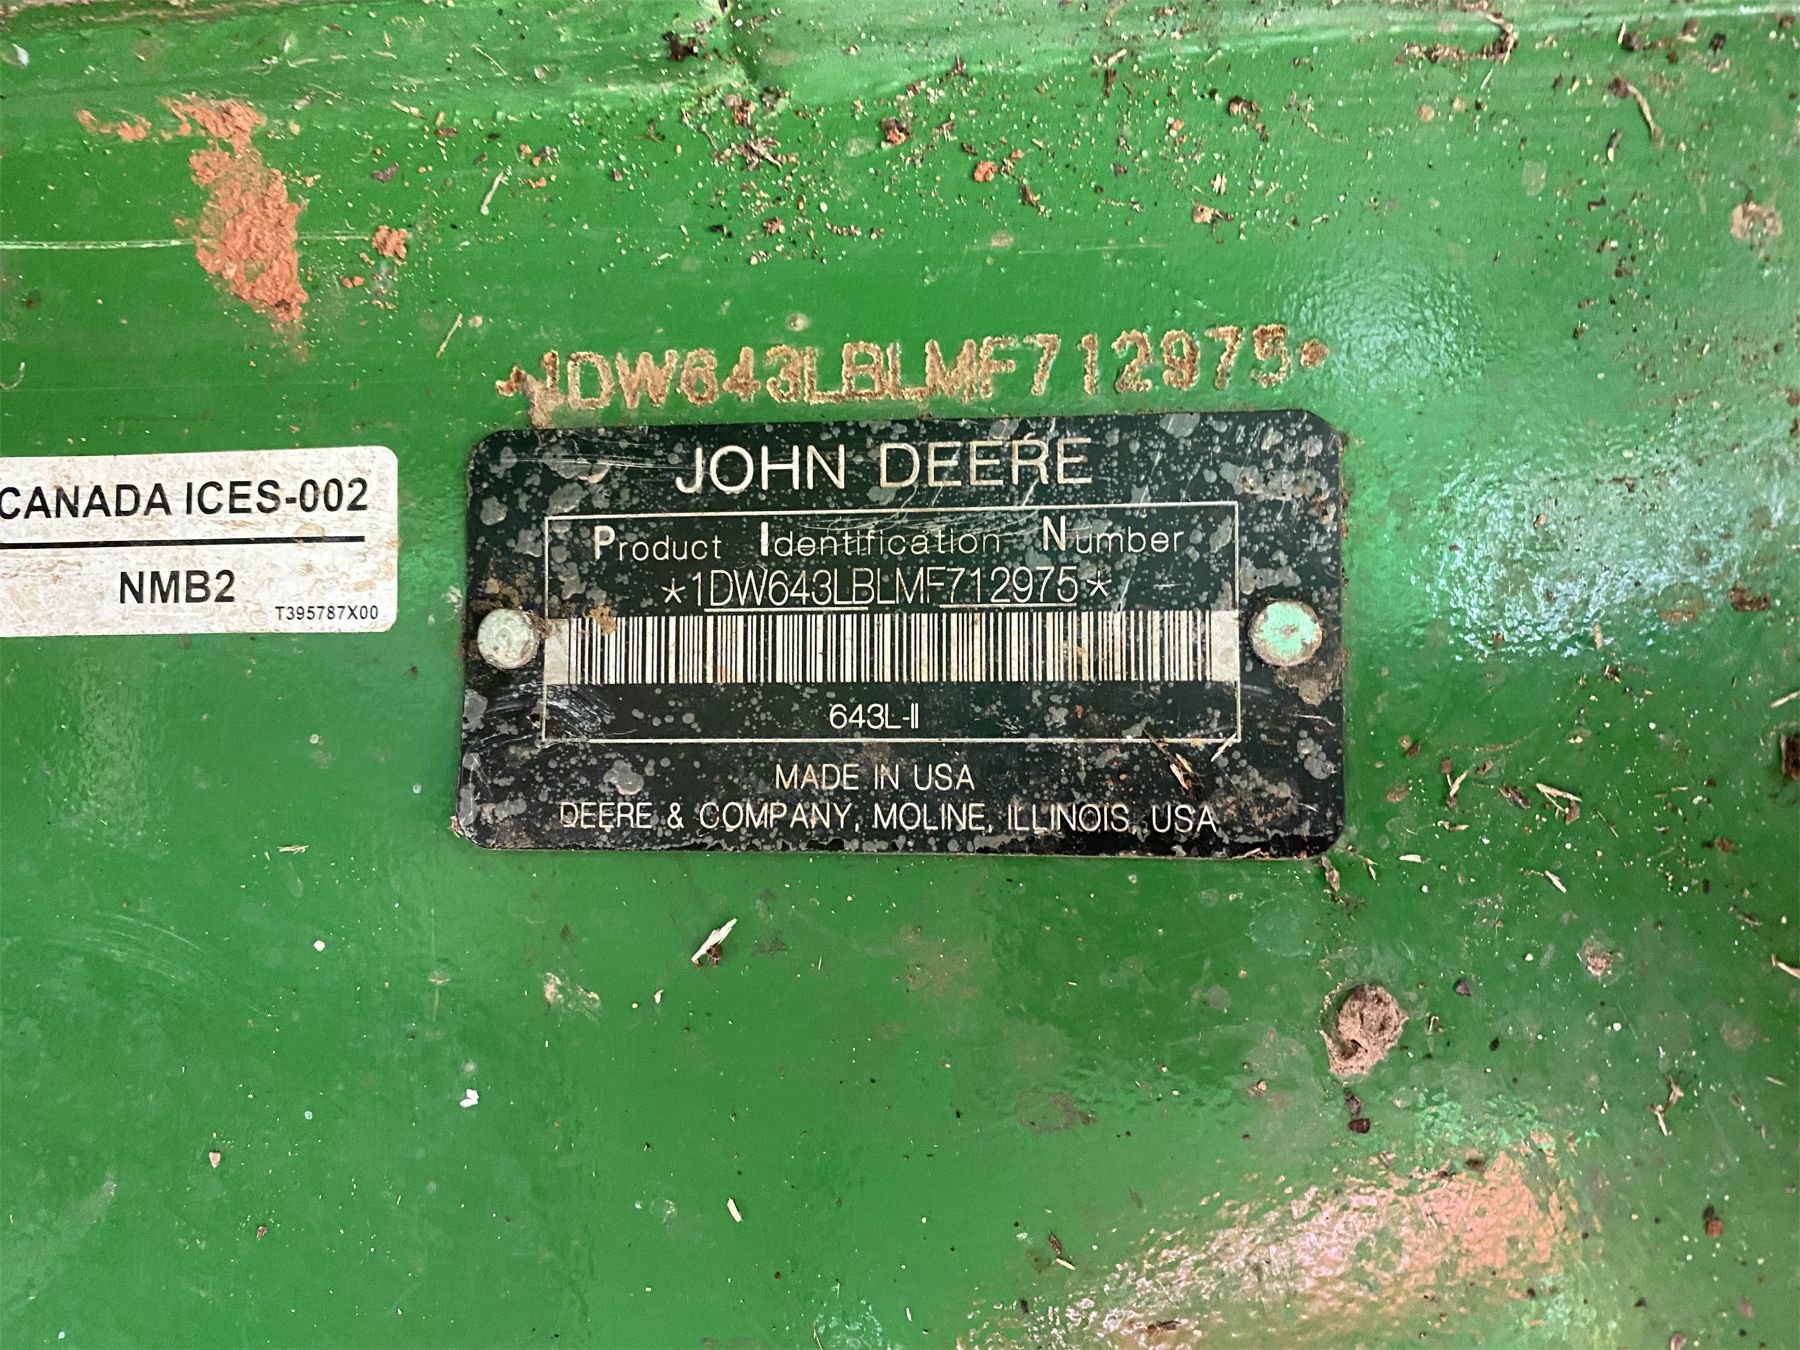 *1DW643LBLMF712975*
JOHN DEERE
Product Identification Number
*1DW643LBLMF712975*
643L-II
MADE IN USA
DEERE & COMPANY, MOLINE, ILLINOIS, USA
CANADA ICES-002
NMB2
T395787X00